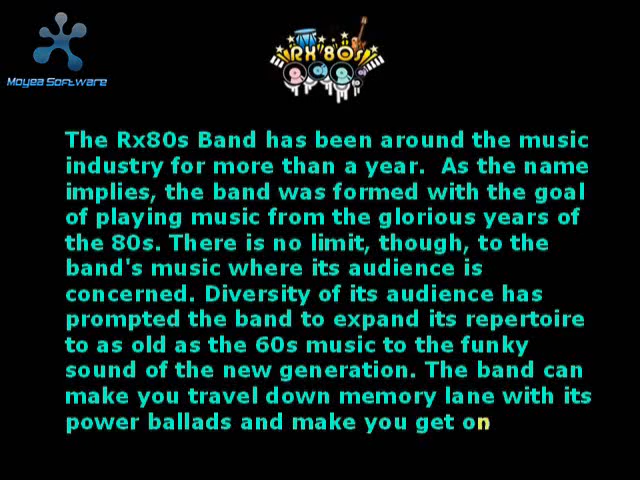 Moyea Software
RX 80s
The Rx80s Band has been around the music
industry for more than a year.  As the name
implies, the band was formed with the goal
of playing music from the glorious years of
the 80s. There is no limit, though, to the
band's music where its audience is
concerned. Diversity of its audience has
prompted the band to expand its repertoire
to as old as the 60s music to the funky
sound of the new generation. The band can
make you travel down memory lane with its
power ballads and make you get on